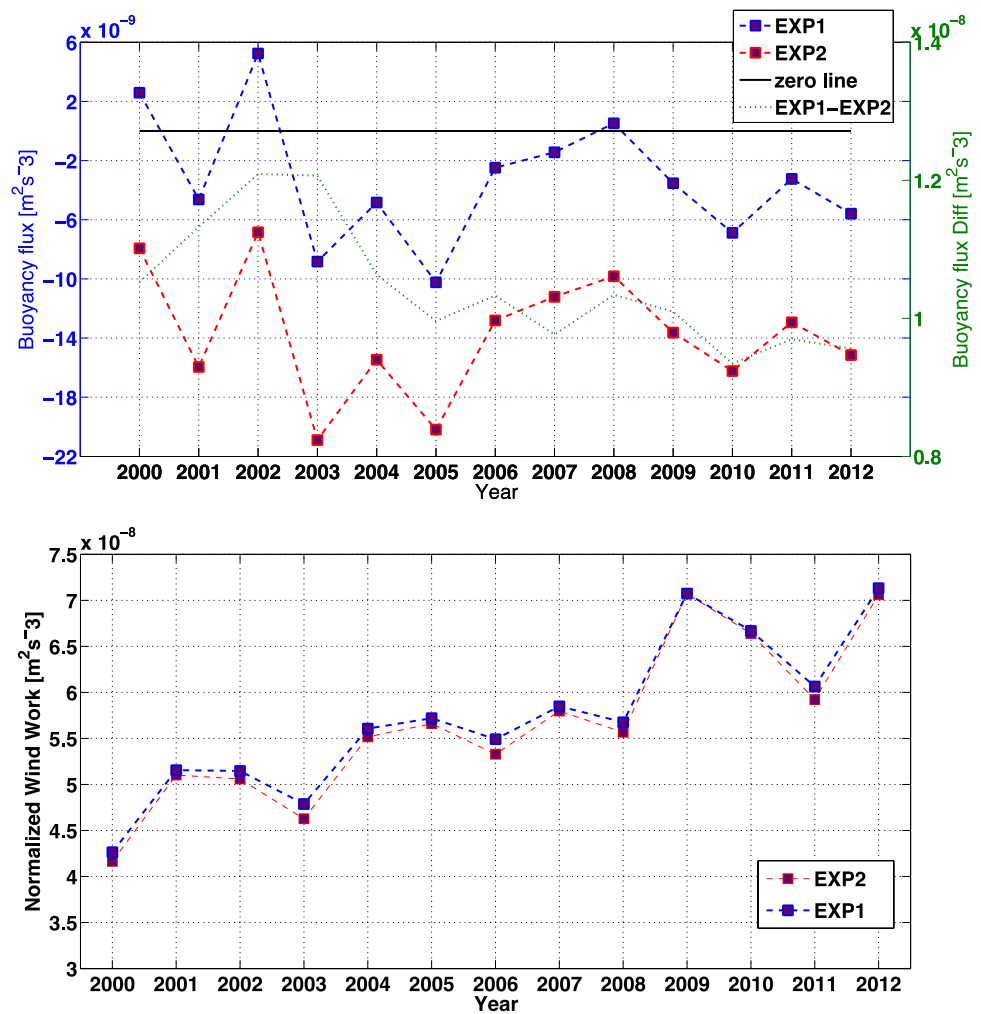 x 10⁻⁹
x 10⁻⁸
EXP1
EXP2
zero line
EXP1−EXP2
6
2
−2
−6
−10
−14
−18
−22
Buoyancy flux [m²s⁻3]
1.4
1.2
1
0.8
Buoyancy flux Diff [m²s⁻3]
2000 2001 2002 2003 2004 2005 2006 2007 2008 2009 2010 2011 2012
Year
x 10⁻⁸
7.5
7
6.5
6
5.5
5
4.5
4
3.5
3
Normalized Wind Work [m²s⁻3]
EXP2
EXP1
2000 2001 2002 2003 2004 2005 2006 2007 2008 2009 2010 2011 2012
Year